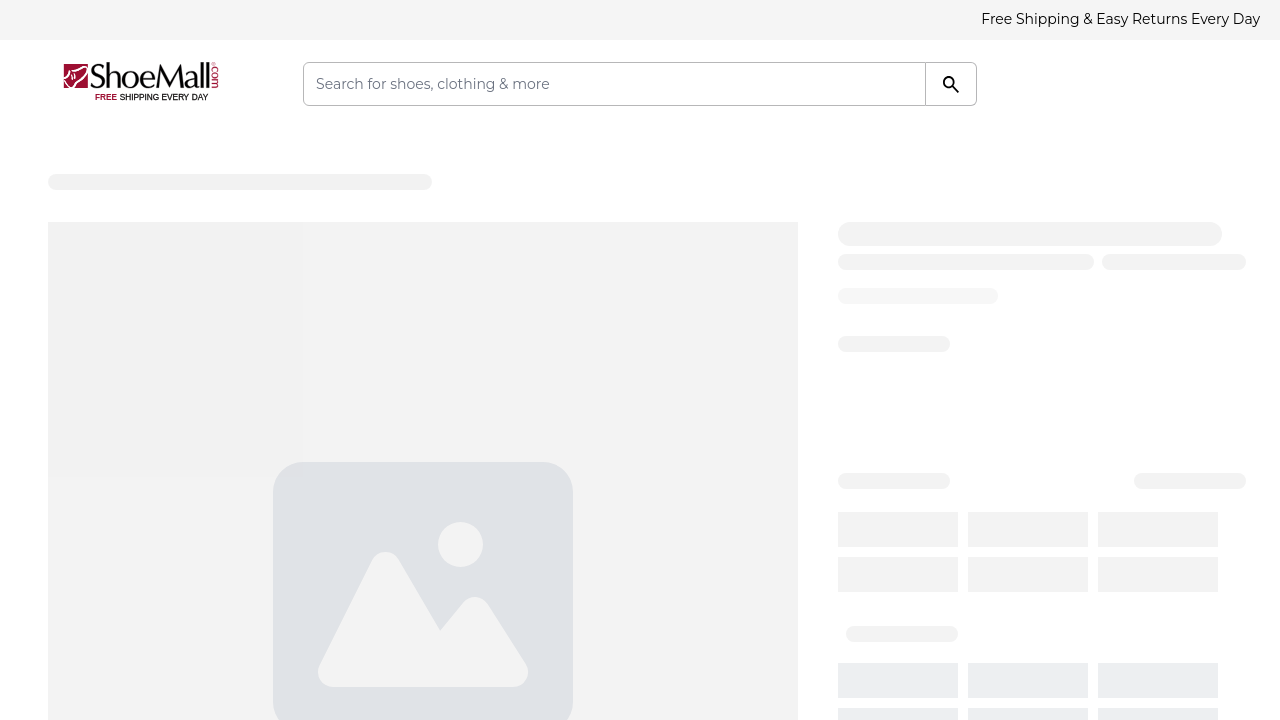 Free Shipping & Easy Returns Every Day
ShoeMall.com
FREE SHIPPING EVERY DAY
Search for shoes, clothing & more